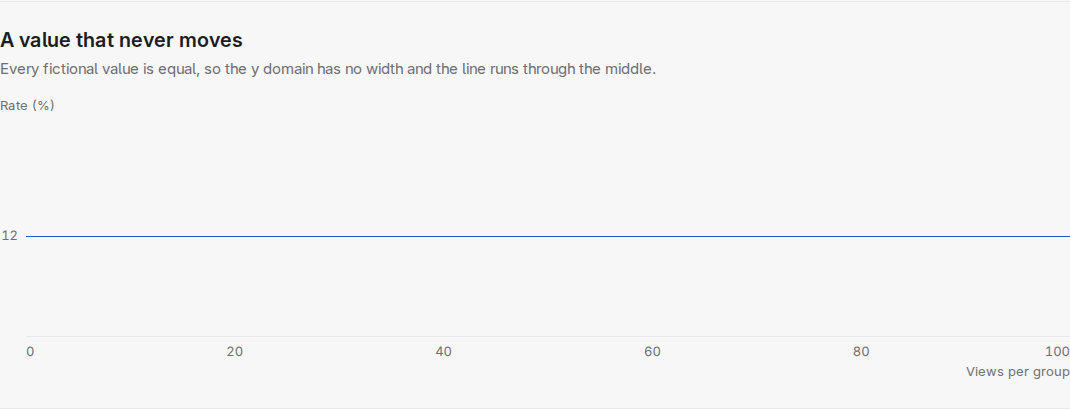 A value that never moves
Every fictional value is equal, so the y domain has no width and the line runs through the middle.
Rate (%)
12
0 20 40 60 80 100
Views per group